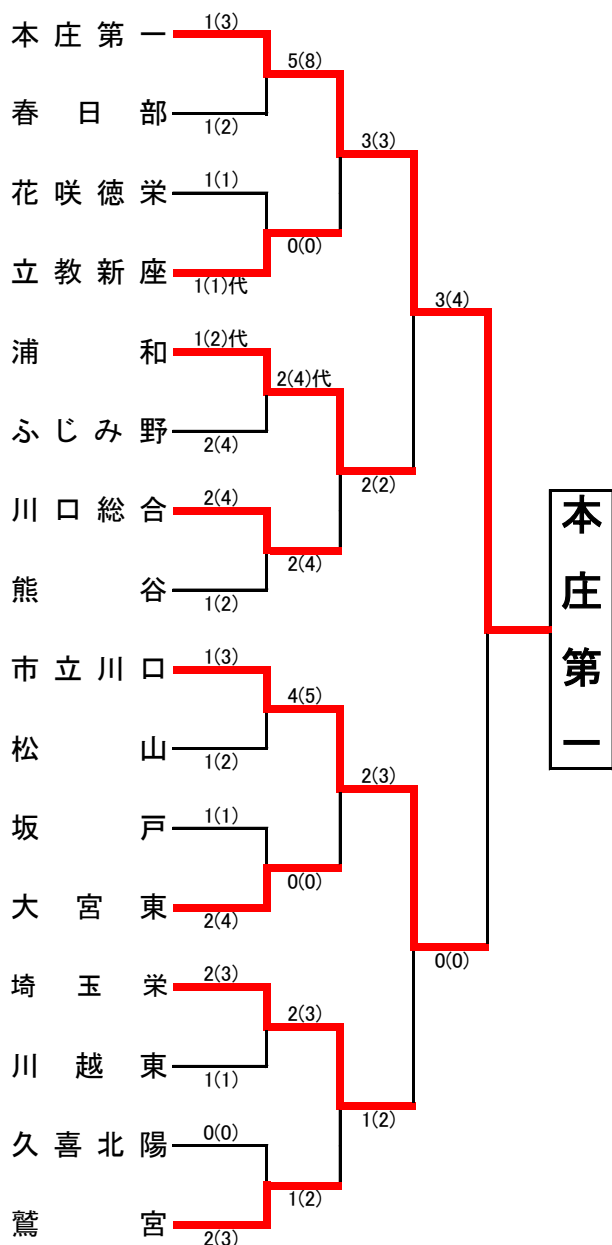 1(3)
本庄第一
5(8)
春日部
1(2)
3(3)
1(1)
花咲徳栄
0(0)
立教新座
1(1)代
3(4)
1(2)代
浦和
2(4)代
ふじみ野
2(4)
2(2)
2(4)
川口総合
2(4)
熊谷
1(2)
本庄第一
1(3)
市立川口
4(5)
松山
1(2)
2(3)
1(1)
坂戸
0(0)
大宮東
2(4)
0(0)
2(3)
埼玉栄
2(3)
川越東
1(1)
1(2)
0(0)
久喜北陽
1(2)
鷲宮
2(3)